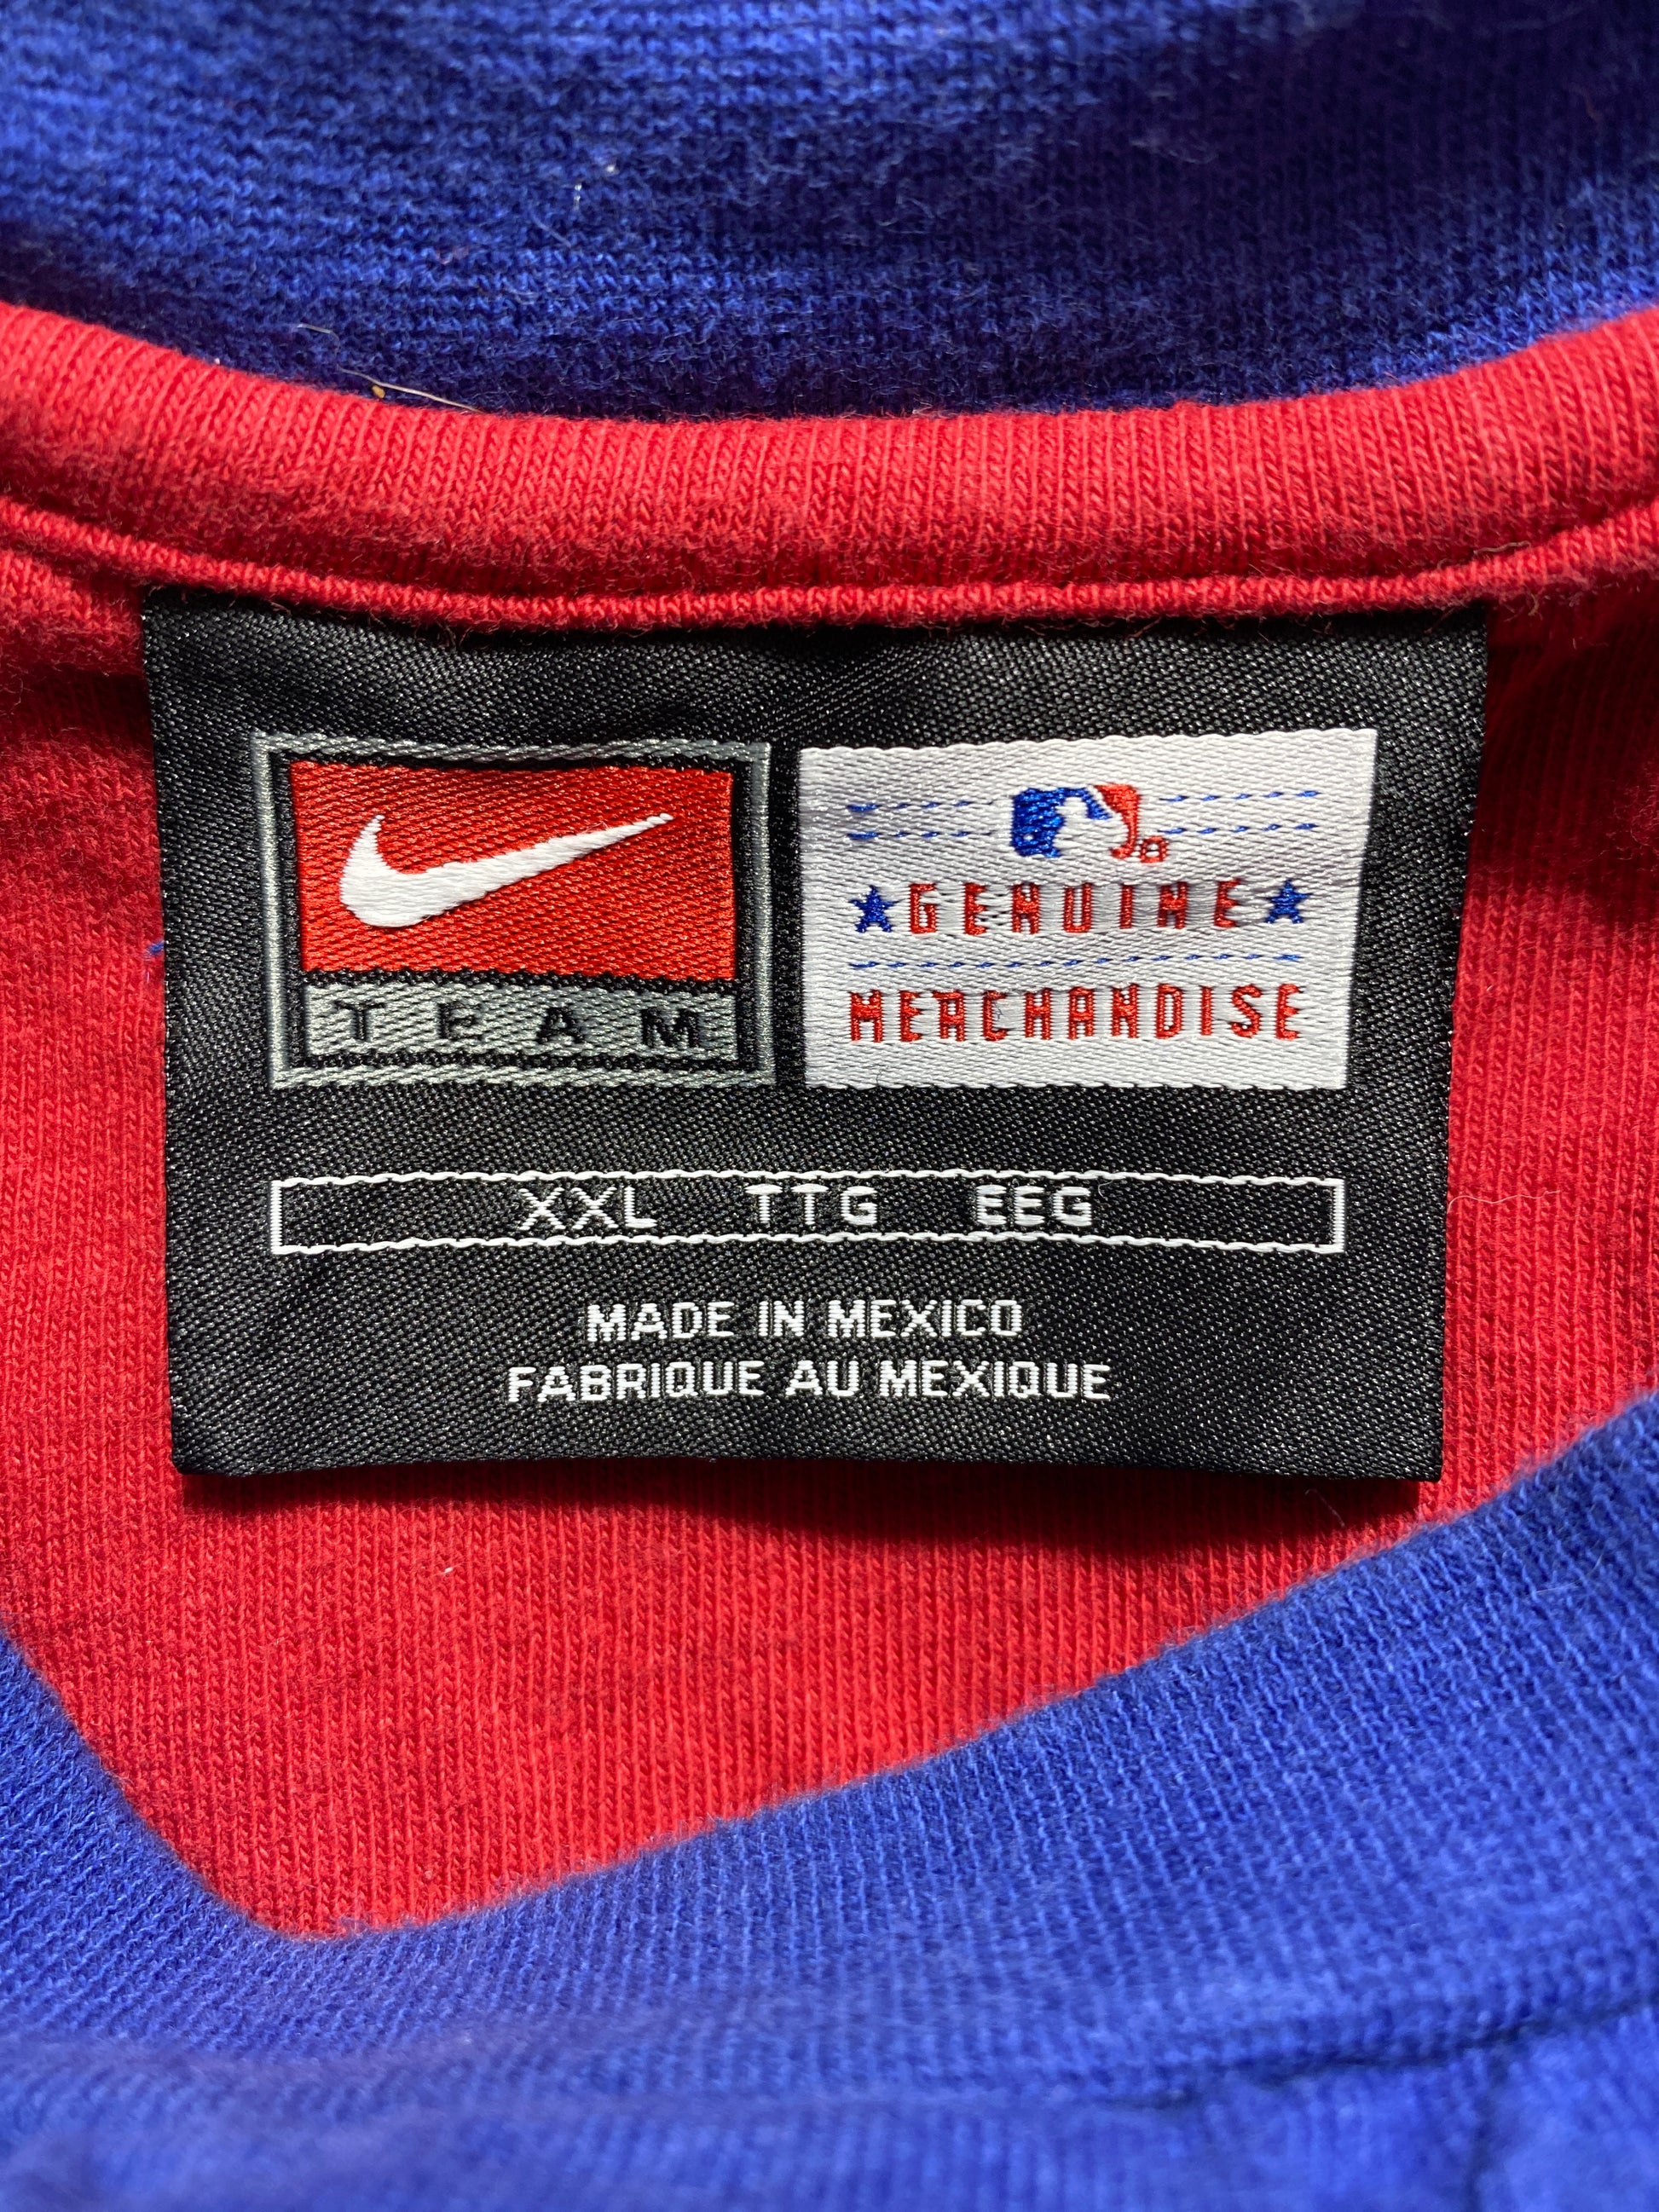 TEAM
GENUINE
MERCHANDISE
XXL TTG EEG
MADE IN MEXICO
FABRIQUE AU MEXIQUE